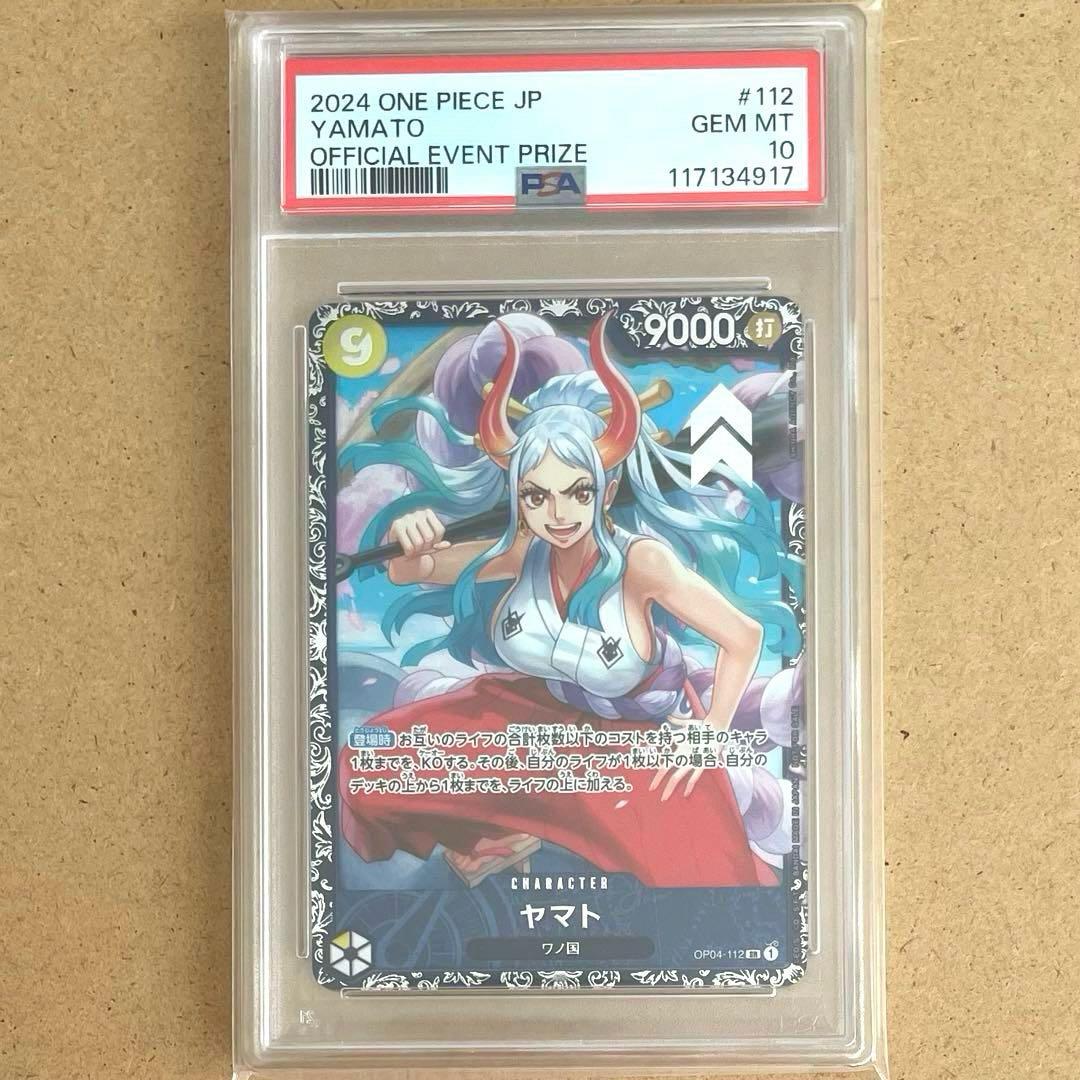 2024 ONE PIECE JP #112
YAMATO GEM MT
OFFICIAL EVENT PRIZE 10
PSA 117134917
9 9000 打
登場時 お互いのライフの合計枚数以下のコストを持つ相手のキャラ
1枚までを、KOする。その後、自分のライフが1枚以下の場合、自分の
デッキの上から1枚までを、ライフの上に加える。
CHARACTER
ヤマト
ワノ国
OP04-112 SR 1